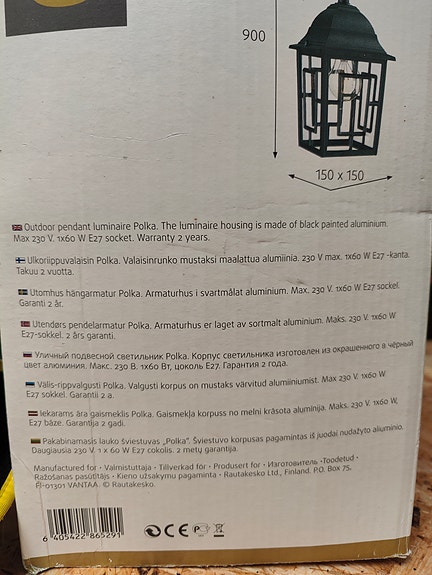 900
150 x 150
Outdoor pendant luminaire Polka. The luminaire housing is made of black painted aluminium.
Max 230 V. 1x60 W E27 socket. Warranty 2 years.
Ulkoriippuvalaisin Polka. Valaisinrunko mustaksi maalattua alumiinia. 230 V max. 1x60 W E27 -kanta.
Takuu 2 vuotta.
Utomhus hängarmatur Polka. Armaturhus i svartmålat aluminium. Max. 230 V. 1x60 W E27 sockel.
Garanti 2 år.
Utendørs pendelarmatur Polka. Armaturhus er laget av sortmalt aluminium. Maks. 230 V. 1x60 W
E27-sokkel. 2 års garanti.
Уличный подвесной светильник Polka. Корпус светильника изготовлен из окрашенного в чёрный
цвет алюминия. Макс. 230 В. 1x60 Вт, цоколь E27. Гарантия 2 года.
Välis-rippvalgusti Polka. Valgusti korpus on mustaks värvitud alumiiniumist. Max 230 V. 1x60 W
E27 sokkel. Garantii 2 a.
Iekarams āra gaismeklis Polka. Gaismekļa korpuss no melni krāsota alumīnija. Maks. 230 V. 1x60 W,
E27 bāze. Garantija 2 gadi.
Pakabinamasis lauko šviestuvas „Polka". Šviestuvo korpusas pagamintas iš juodai nudažyto aliuminio.
Daugiausia 230 V 1 x 60 W E27 cokolis. 2 metų garantija.
Manufactured for • Valmistuttaja • Tillverkad för • Produsert for • Изготовитель •Toodetud •
Ražošanas pasūtītājs • Kieno užsakymu pagaminta • Rautakesko Ltd., Finland. P.O. Box 75.
FI-01301 VANTAA. © Rautakesko
6 405422 865291
CE